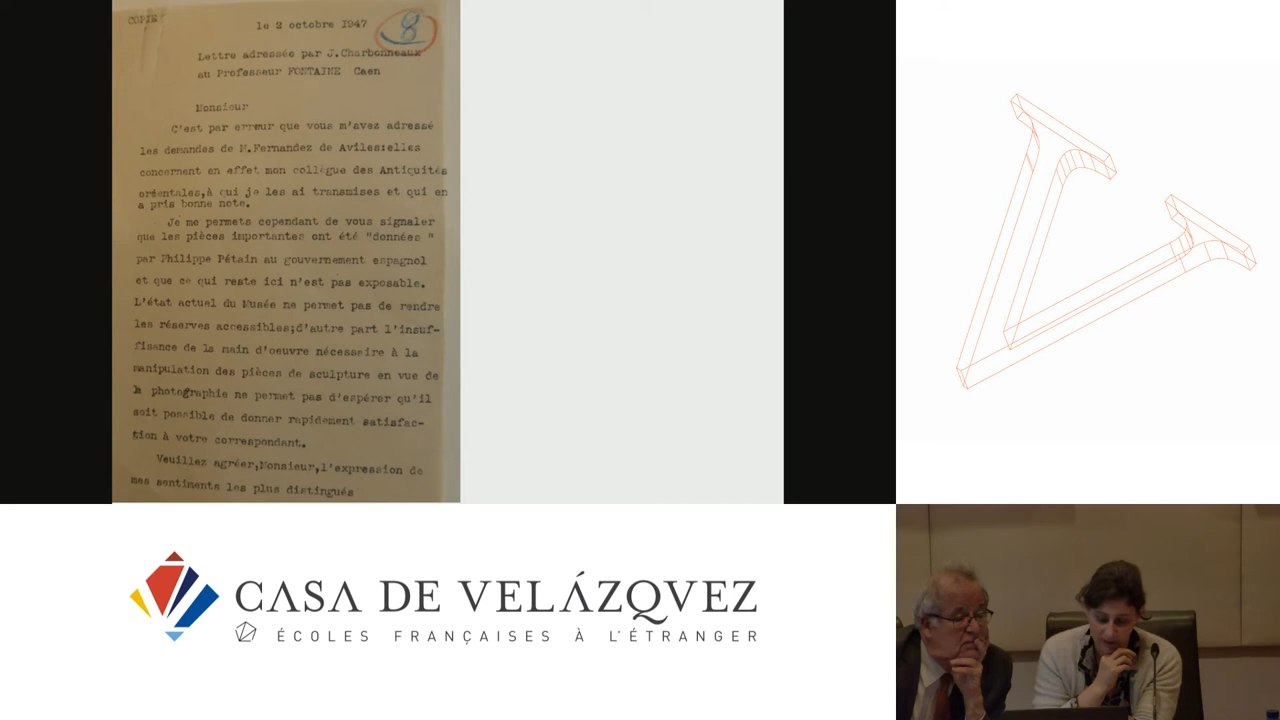 COPIE
8
le 2 octobre 1947
Lettre adressée par J.Charbonneaux
au Professeur FONTAINE Caen
Monsieur
C'est par erreur que vous m'avez adressé
les demandes de M.Fernandez de Aviles:elles
concernent en effet mon collègue des Antiquités
oréentales,à qui je les ai transmises et qui en
a pris bonne note.
Je me permets cependant de vous signaler
que les pièces importantes ont été "données "
par Philippe Pétain au gouvernement espagnol
et que ce qui reste ici n'est pas exposable.
L'état actuel du Musée ne permet pas de rendre
les réserves accessibles;d'autre part l'insuf-
fisance de la main d'oeuvre nécessaire à la
manipulation des pièces de sculpture en vue de
la photographie ne permet pas d'espérer qu'il
soit possible de donner rapidement satisfac-
tion à votre correspondant.
Veuillez agréer,Monsieur,l'expression de
mes sentiments les plus distingués
CASA DE VELÁZQVEZ
ÉCOLES FRANÇAISES À L'ÉTRANGER